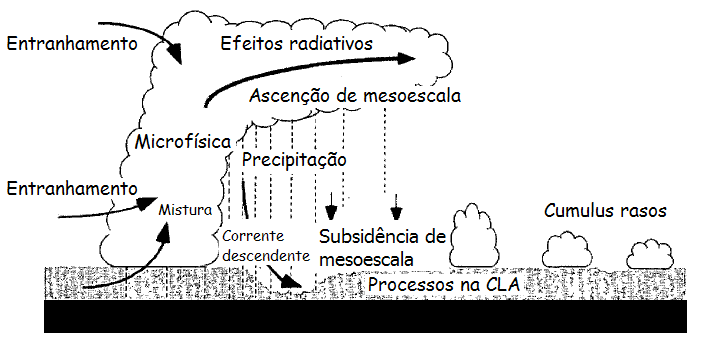 Entranhamento
Efeitos radiativos
Ascenção de mesoescala
Microfísica
Precipitação
Entranhamento
Mistura
Cumulus rasos
Corrente
descendente
Subsidência de
mesoescala
Processos na CLA